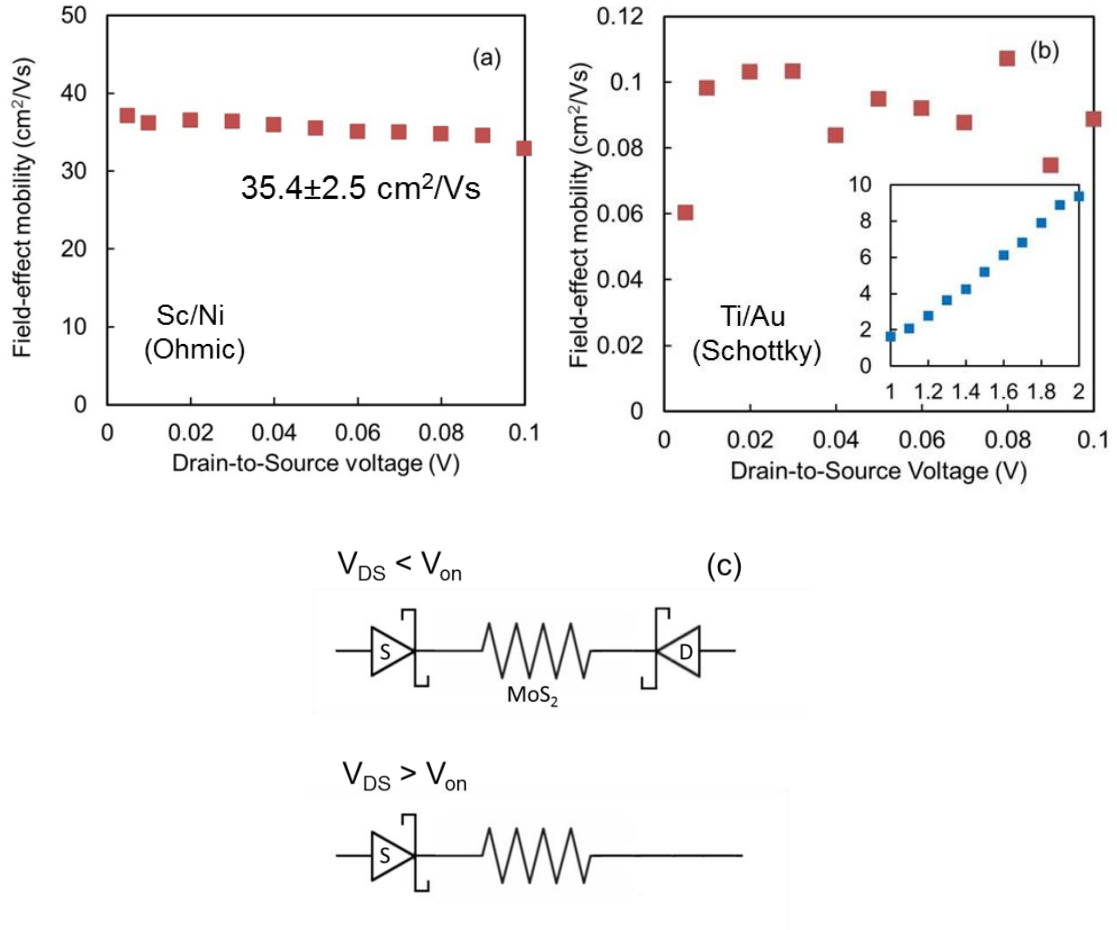 50
40
30
20
10
0
Field-effect mobility (cm²/Vs)
(a)
35.4±2.5 cm²/Vs
Sc/Ni
(Ohmic)
0 0.02 0.04 0.06 0.08 0.1
Drain-to-Source voltage (V)
0.12
0.1
0.08
0.06
0.04
0.02
0
Field-effect mobility (cm²/Vs)
(b)
Ti/Au
(Schottky)
10
8
6
4
2
0
1 1.2 1.4 1.6 1.8 2
0 0.02 0.04 0.06 0.08 0.1
Drain-to-Source Voltage (V)
V_DS < V_on
(c)
S
D
MoS₂
V_DS > V_on
S